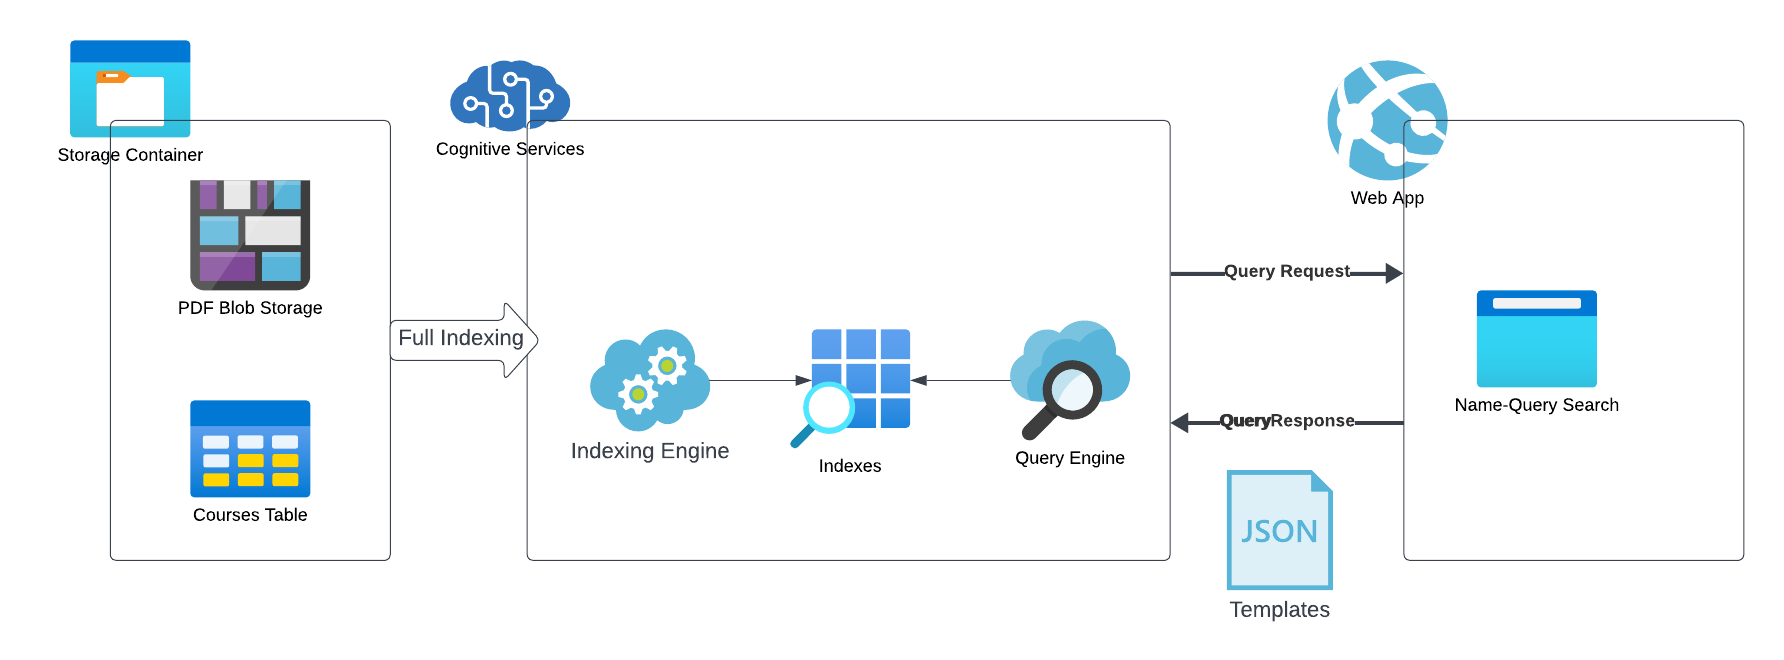 Storage Container
PDF Blob Storage
Courses Table
Full Indexing
Cognitive Services
Indexing Engine
Indexes
Query Engine
Query Request
QueryResponse
JSON
Templates
Web App
Name-Query Search